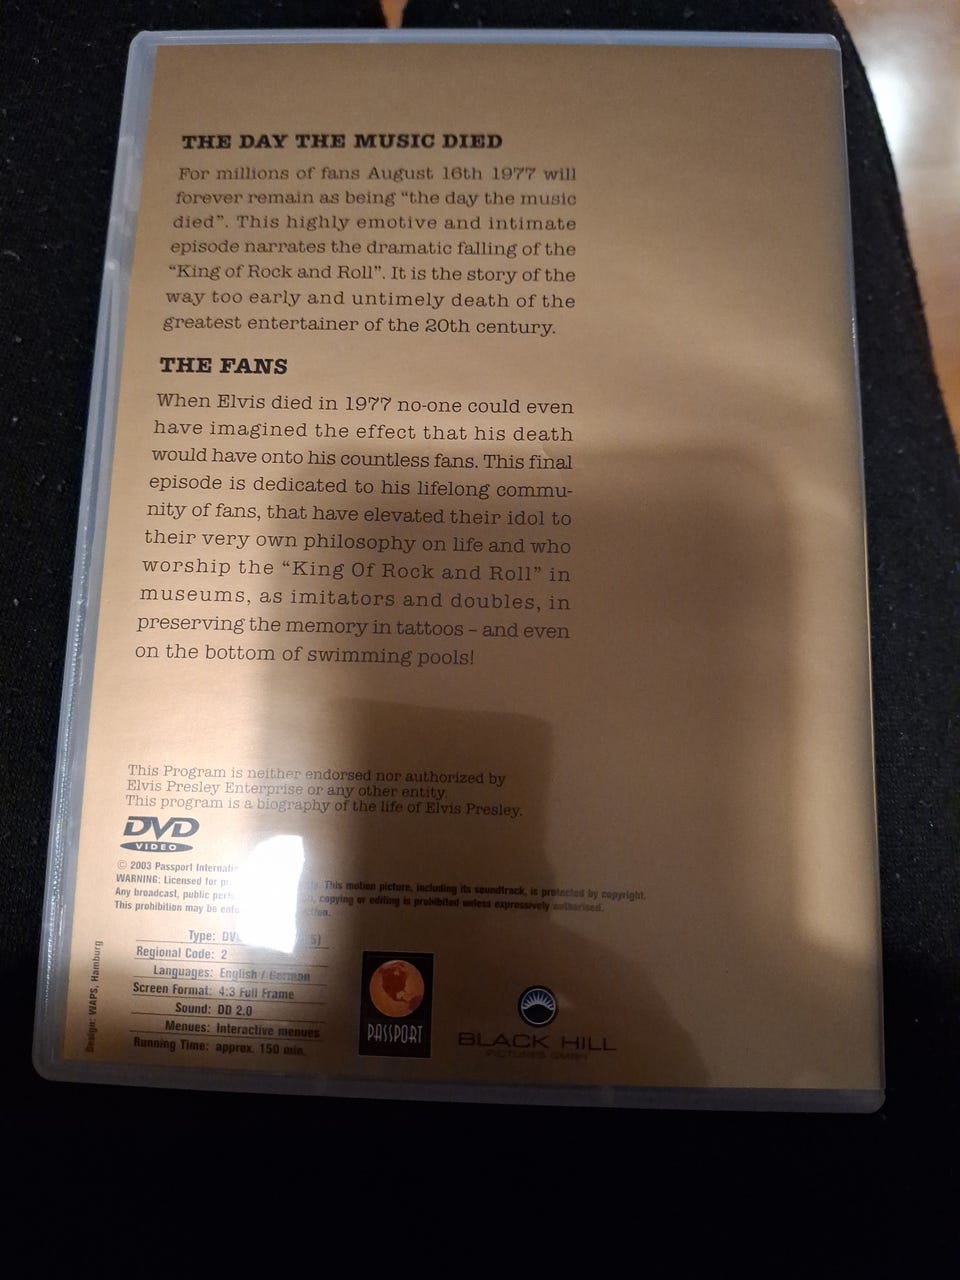 THE DAY THE MUSIC DIED
For millions of fans August 16th 1977 will
forever remain as being “the day the music
died”. This highly emotive and intimate
episode narrates the dramatic falling of the
“King of Rock and Roll”. It is the story of the
way too early and untimely death of the
greatest entertainer of the 20th century.
THE FANS
When Elvis died in 1977 no-one could even
have imagined the effect that his death
would have onto his countless fans. This final
episode is dedicated to his lifelong commu-
nity of fans, that have elevated their idol to
their very own philosophy on life and who
worship the “King Of Rock and Roll” in
museums, as imitators and doubles, in
preserving the memory in tattoos – and even
on the bottom of swimming pools!
This Program is neither endorsed nor authorized by
Elvis Presley Enterprise or any other entity.
This program is a biography of the life of Elvis Presley.
DVD
VIDEO
© 2003 Passport
WARNING: Licensed for This motion picture, including its soundtrack, is protected by copyright.
Any broadcast, public copying or editing is prohibited unless expressively authorised.
This prohibition may be
Type:
Regional Code: 2
Languages: English / German
Screen Format: 4:3 Full Frame
Sound: DD 2.0
Menues: Interactive menues
Running Time: approx. 150 min.
Design: WAPS, Hamburg
PASSPORT
BLACK HILL
PICTURES GMBH